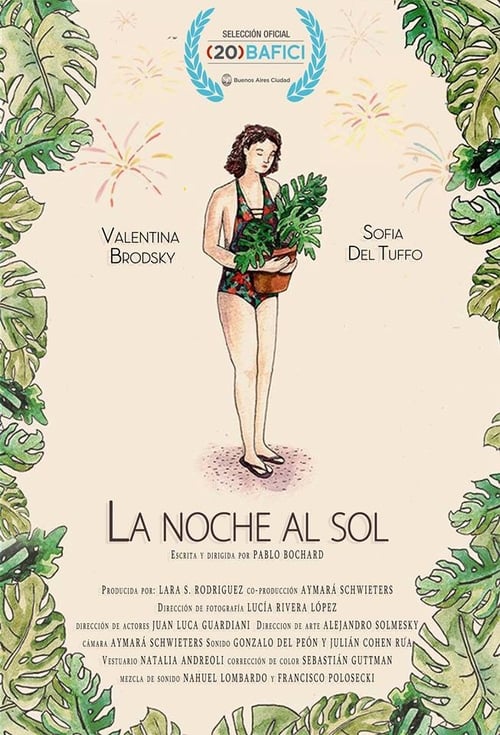 SELECCIÓN OFICIAL
(20)BAFICI
Buenos Aires Ciudad
VALENTINA
BRODSKY
SOFIA
DEL TUFFO
LA NOCHE AL SOL
ESCRITA Y DIRIGIDA POR PABLO BOCHARD
PRODUCIDA POR: LARA S. RODRIGUEZ CO-PRODUCCIÓN AYMARÁ SCHWIETERS
DIRECCIÓN DE FOTOGRAFÍA LUCÍA RIVERA LÓPEZ
DIRECCIÓN DE ACTORES JUAN LUCA GUARDIANI DIRECCION DE ARTE ALEJANDRO SOLMESKY
CÁMARA AYMARÁ SCHWIETERS SONIDO GONZALO DEL PEÓN Y JULIÁN COHEN RÚA
VESTUARIO NATALIA ANDREOLI CORRECCIÓN DE COLOR SEBASTIÁN GUTTMAN
MEZCLA DE SONIDO NAHUEL LOMBARDO Y FRANCISCO POLOSECKI